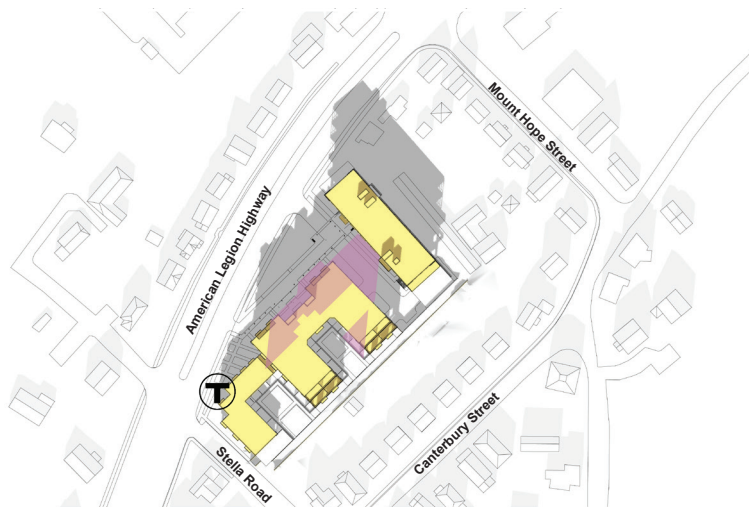 Mount Hope Street
American Legion Highway
T
Canterbury Street
Stella Road